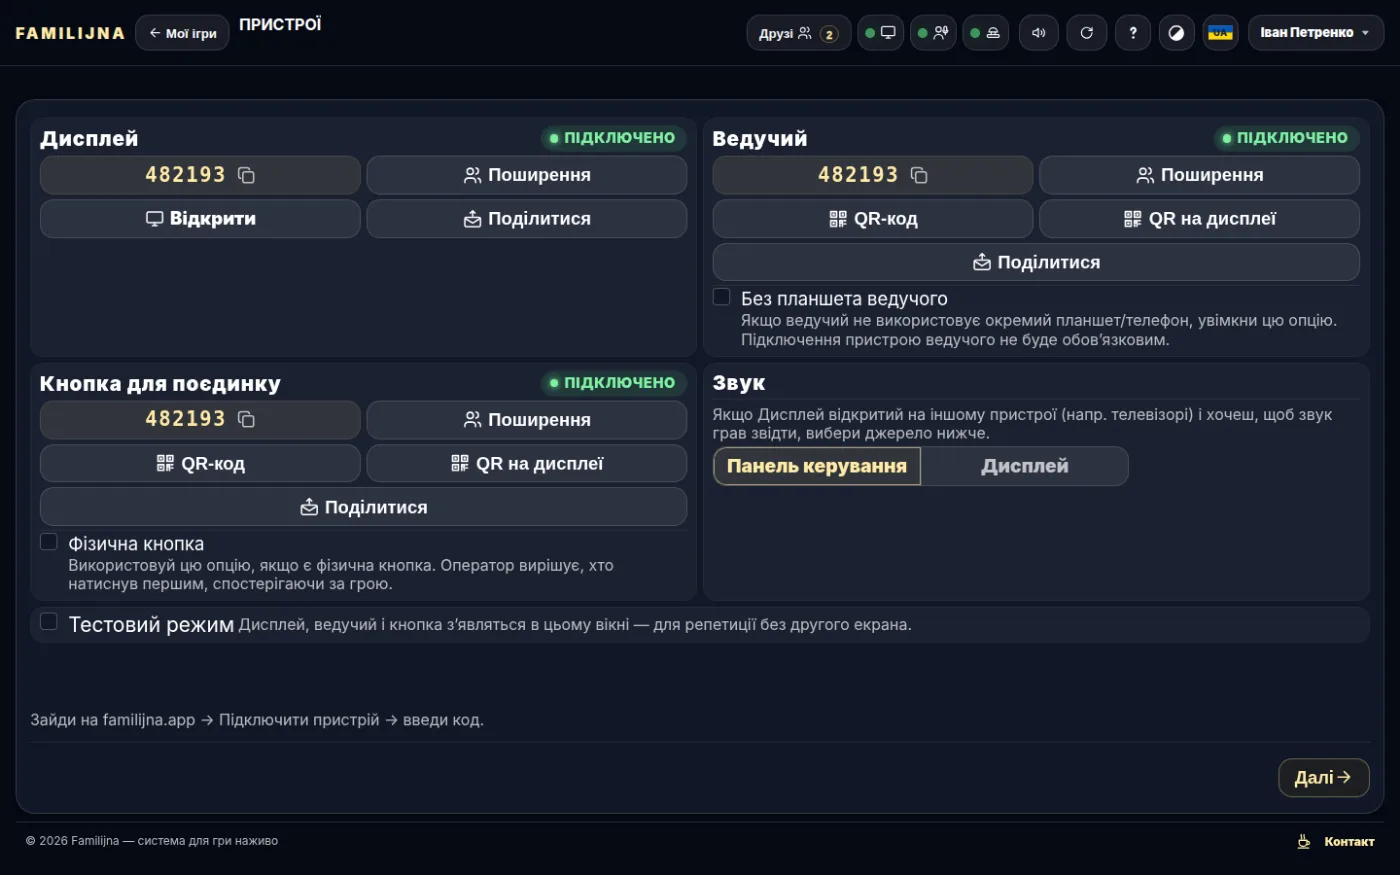 FAMILIJNA
← Мої ігри
ПРИСТРОЇ
Друзі 2
?
UA
Іван Петренко
Дисплей
ПІДКЛЮЧЕНО
482193
Поширення
Відкрити
Поділитися
Ведучий
ПІДКЛЮЧЕНО
482193
Поширення
QR-код
QR на дисплеї
Поділитися
Без планшета ведучого
Якщо ведучий не використовує окремий планшет/телефон, увімкни цю опцію.
Підключення пристрою ведучого не буде обов’язковим.
Кнопка для поєдинку
ПІДКЛЮЧЕНО
482193
Поширення
QR-код
QR на дисплеї
Поділитися
Фізична кнопка
Використовуй цю опцію, якщо є фізична кнопка. Оператор вирішує, хто
натиснув першим, спостерігаючи за грою.
Звук
Якщо Дисплей відкритий на іншому пристрої (напр. телевізорі) і хочеш, щоб звук
грав звідти, вибери джерело нижче.
Панель керування
Дисплей
Тестовий режим Дисплей, ведучий і кнопка з’являться в цьому вікні — для репетиції без другого екрана.
Зайди на familijna.app → Підключити пристрій → введи код.
Далі →
© 2026 Familijna — система для гри наживо
Контакт